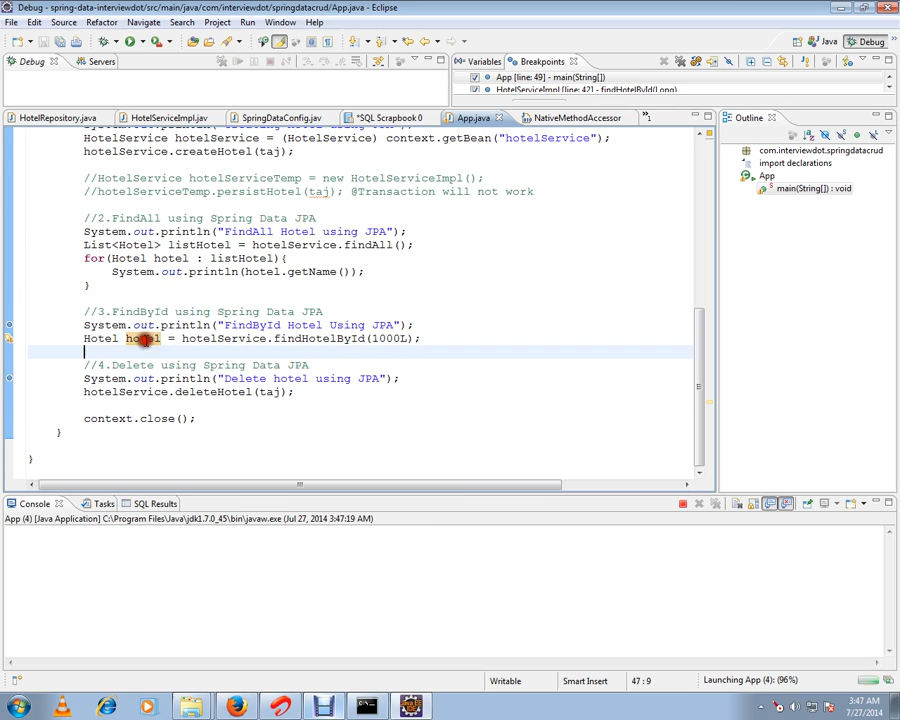 Debug - spring-data-interviewdot/src/main/java/com/interviewdot/springdatacrud/App.java - Eclipse
File Edit Source Refactor Navigate Search Project Run Window Help
Java Debug
Debug Servers
Variables Breakpoints
App [line: 49] - main(String[])
HotelServiceImpl [line: 42] - findHotelById(Long)
HotelRepository.java HotelServiceImpl.java SpringDataConfig.java *SQL Scrapbook 0 App.java NativeMethodAccessor »1
Outline
HotelService hotelService = (HotelService) context.getBean("hotelService");
hotelService.createHotel(taj);
//HotelService hotelServiceTemp = new HotelServiceImpl();
//hotelServiceTemp.persistHotel(taj); @Transaction will not work
//2.FindAll using Spring Data JPA
System.out.println("FindAll Hotel using JPA");
List<Hotel> listHotel = hotelService.findAll();
for(Hotel hotel : listHotel){
System.out.println(hotel.getName());
}
//3.FindById using Spring Data JPA
System.out.println("FindById Hotel Using JPA");
Hotel hotel = hotelService.findHotelById(1000L);
//4.Delete using Spring Data JPA
System.out.println("Delete hotel using JPA");
hotelService.deleteHotel(taj);
context.close();
}
}
com.interviewdot.springdatacrud
import declarations
App
main(String[]) : void
Console Tasks SQL Results
App (4) [Java Application] C:\Program Files\Java\jdk1.7.0_45\bin\javaw.exe (Jul 27, 2014 3:47:19 AM)
Writable Smart Insert 47 : 9 Launching App (4): (96%)
3:47 AM
7/27/2014